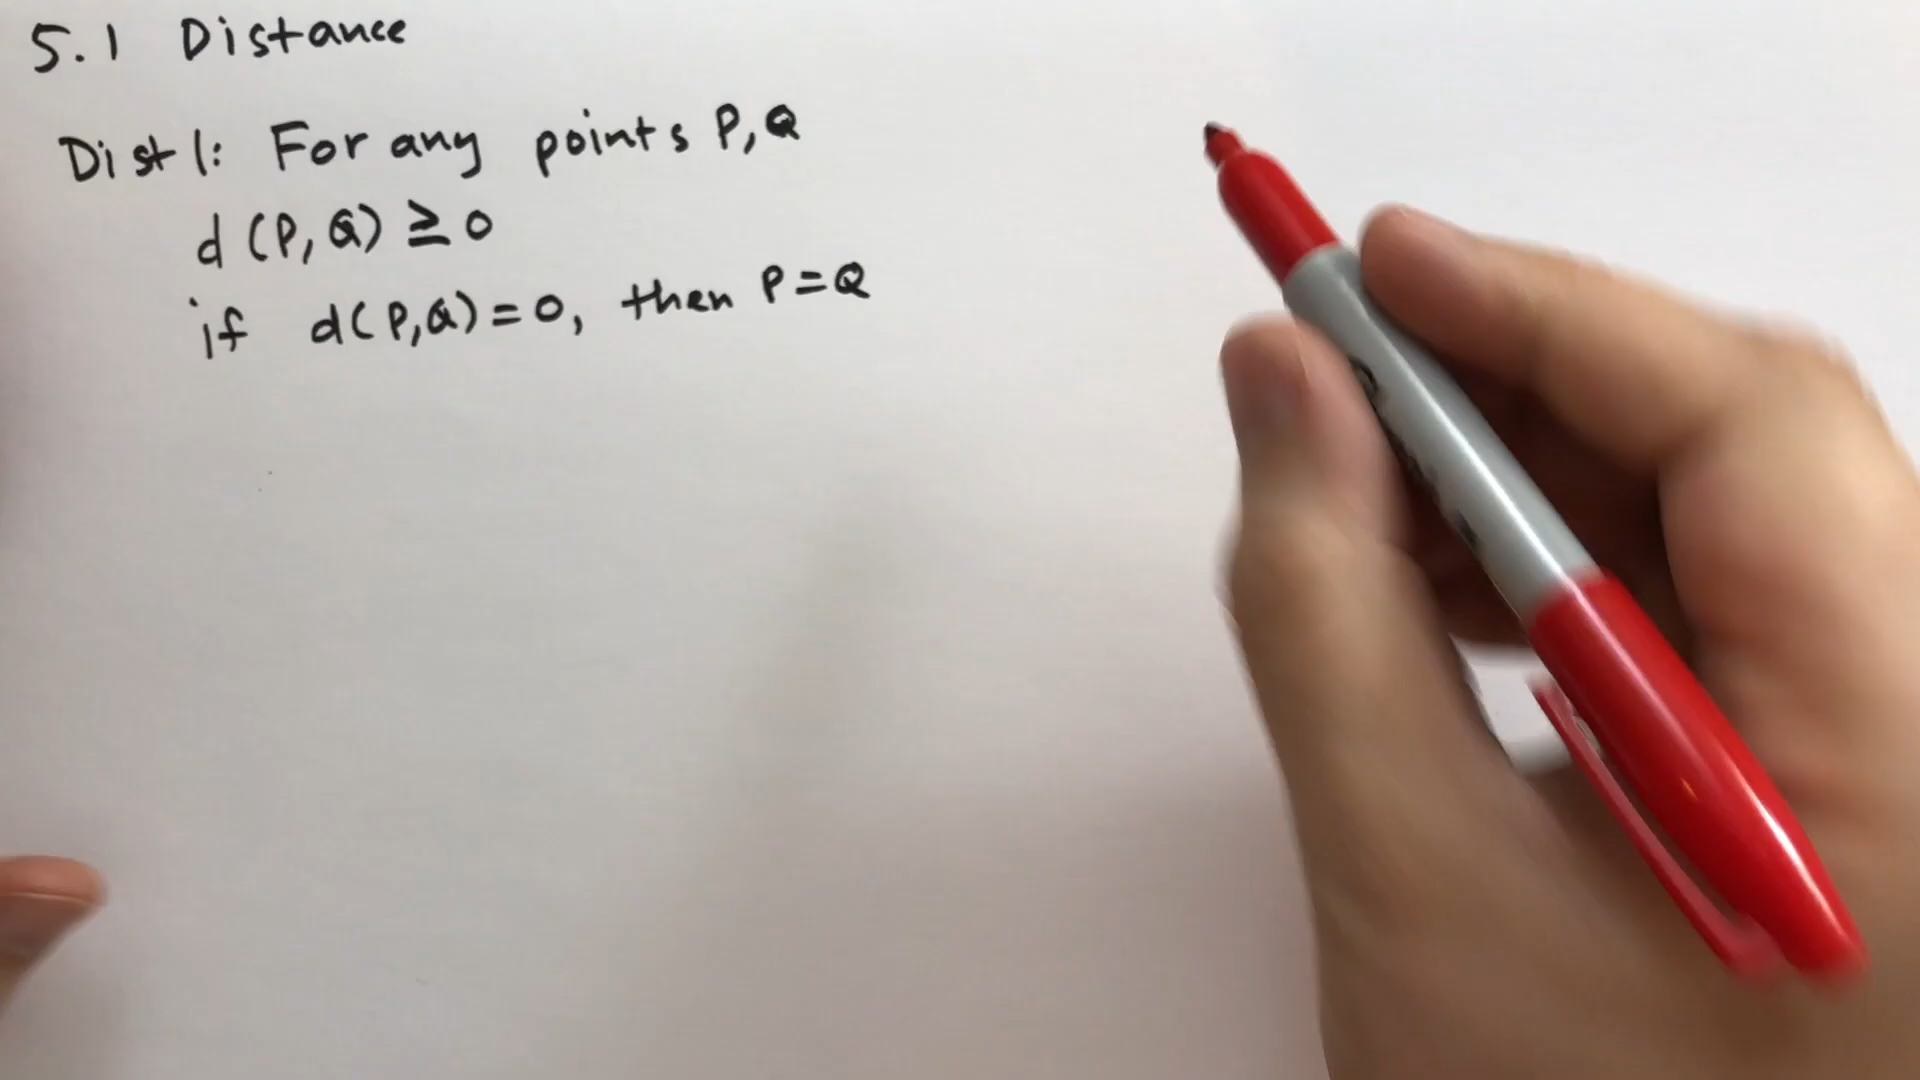 5.1 Distance
Dist 1: For any points P,Q
d(P,Q) ≥ 0
if d(P,Q)=0, then P=Q